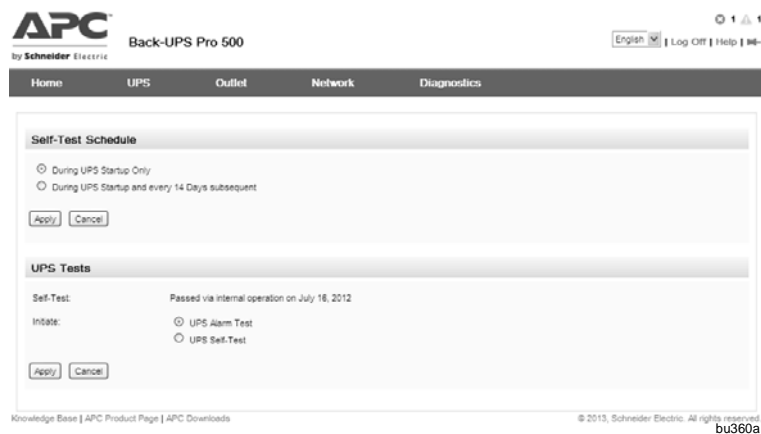 APC
by Schneider Electric
Back-UPS Pro 500
1 1
English | Log Off | Help |
Home UPS Outlet Network Diagnostics
Self-Test Schedule
During UPS Startup Only
During UPS Startup and every 14 Days subsequent
Apply Cancel
UPS Tests
Self-Test: Passed via internal operation on July 16, 2012
Initiate: UPS Alarm Test
UPS Self-Test
Apply Cancel
Knowledge Base | APC Product Page | APC Downloads
© 2013, Schneider Electric. All rights reserved.
bu360a